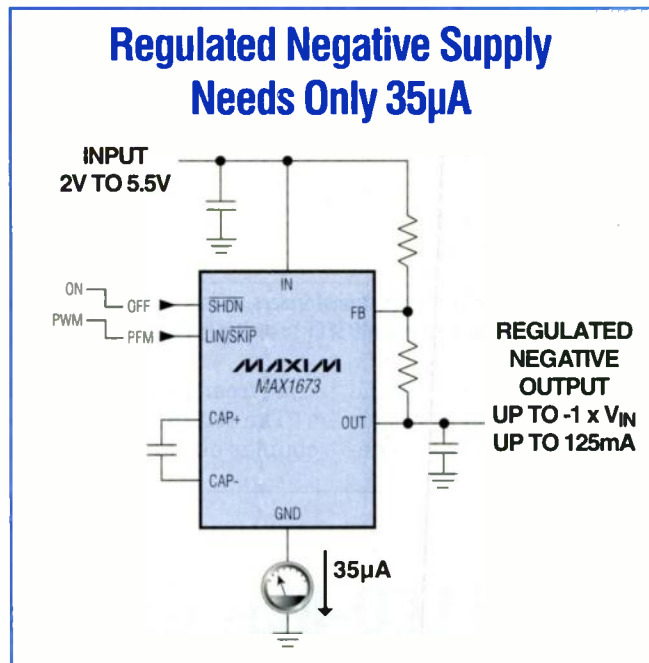 Regulated Negative Supply
Needs Only 35µA
INPUT
2V TO 5.5V
IN
ON
OFF
SHDN
FB
PWM
PFM
LIN/SKIP
MAXIM
MAX1673
REGULATED
NEGATIVE
OUTPUT
UP TO -1 x VIN
UP TO 125mA
CAP+
OUT
CAP-
GND
35µA